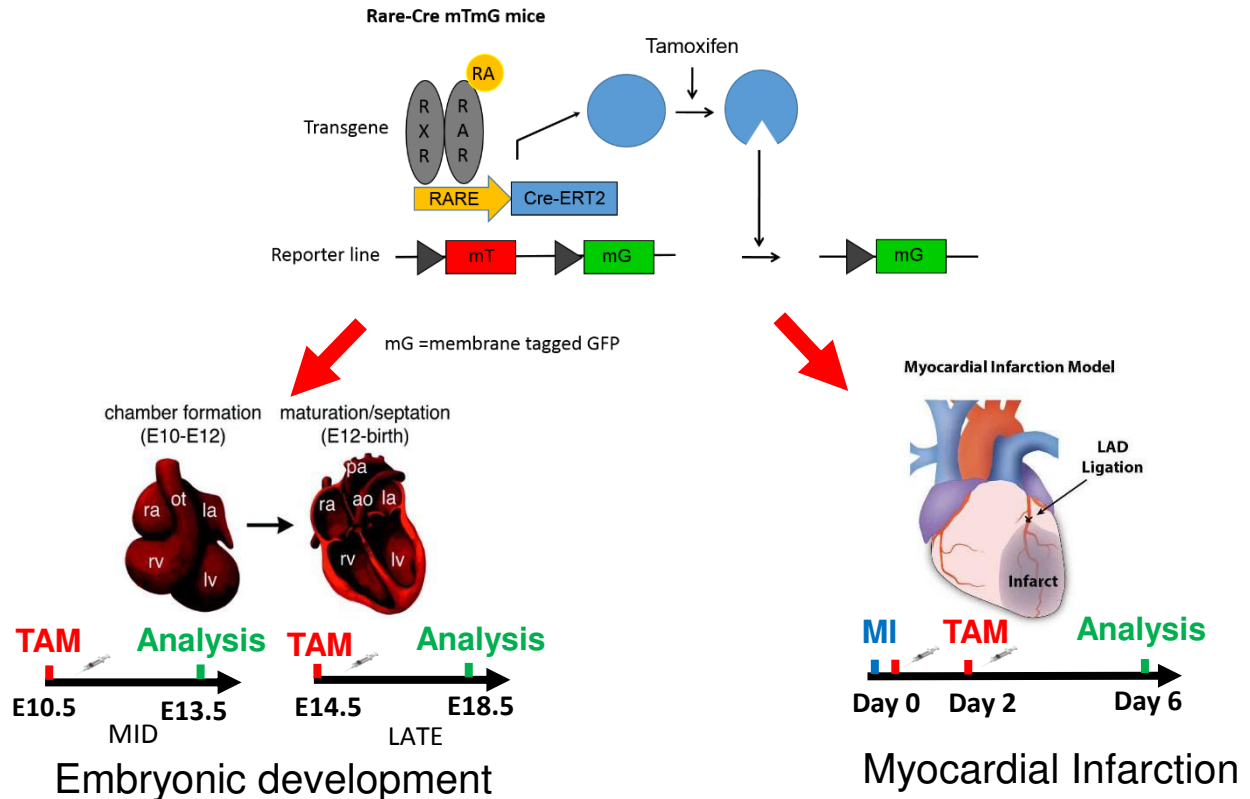 Rare-Cre mTmG mice
Tamoxifen
RA
R
X
R
R
A
R
Transgene
RARE
Cre-ERT2
Reporter line
mT
mG
mG
mG =membrane tagged GFP
chamber formation
(E10-E12)
maturation/septation
(E12-birth)
ra
ot
la
rv
lv
pa
ra
ao
la
rv
lv
TAM
Analysis
E10.5
E13.5
MID
TAM
Analysis
E14.5
E18.5
LATE
Embryonic development
Myocardial Infarction Model
LAD
Ligation
Infarct
MI
TAM
Analysis
Day 0
Day 2
Day 6
Myocardial Infarction